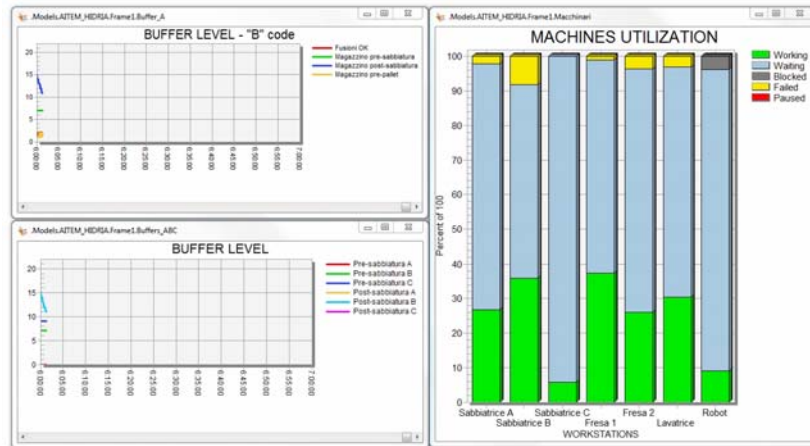 .Models.AITEM_HIDRIA.Frame1.Buffer_A
BUFFER LEVEL - "B" code
Fusioni OK
Magazzino pre-sabbiatura
Magazzino post-sabbiatura
Magazzino pre-pallet
20
15
10
5
0
6:00:00
6:05:00
6:10:00
6:15:00
6:20:00
6:25:00
6:30:00
6:35:00
6:40:00
6:45:00
6:50:00
6:55:00
7:00:00
.Models.AITEM_HIDRIA.Frame1.Buffers_ABC
BUFFER LEVEL
Pre-sabbiatura A
Pre-sabbiatura B
Pre-sabbiatura C
Post-sabbiatura A
Post-sabbiatura B
Post-sabbiatura C
20
15
10
5
0
6:00:00
6:05:00
6:10:00
6:15:00
6:20:00
6:25:00
6:30:00
6:35:00
6:40:00
6:45:00
6:50:00
6:55:00
7:00:00
.Models.AITEM_HIDRIA.Frame1.Macchinari
MACHINES UTILIZATION
Working
Waiting
Blocked
Failed
Paused
Percent of 100
100
90
80
70
60
50
40
30
20
10
0
Sabbiatrice A
Sabbiatrice B
Sabbiatrice C
Fresa 1
Fresa 2
Lavatrice
Robot
WORKSTATIONS